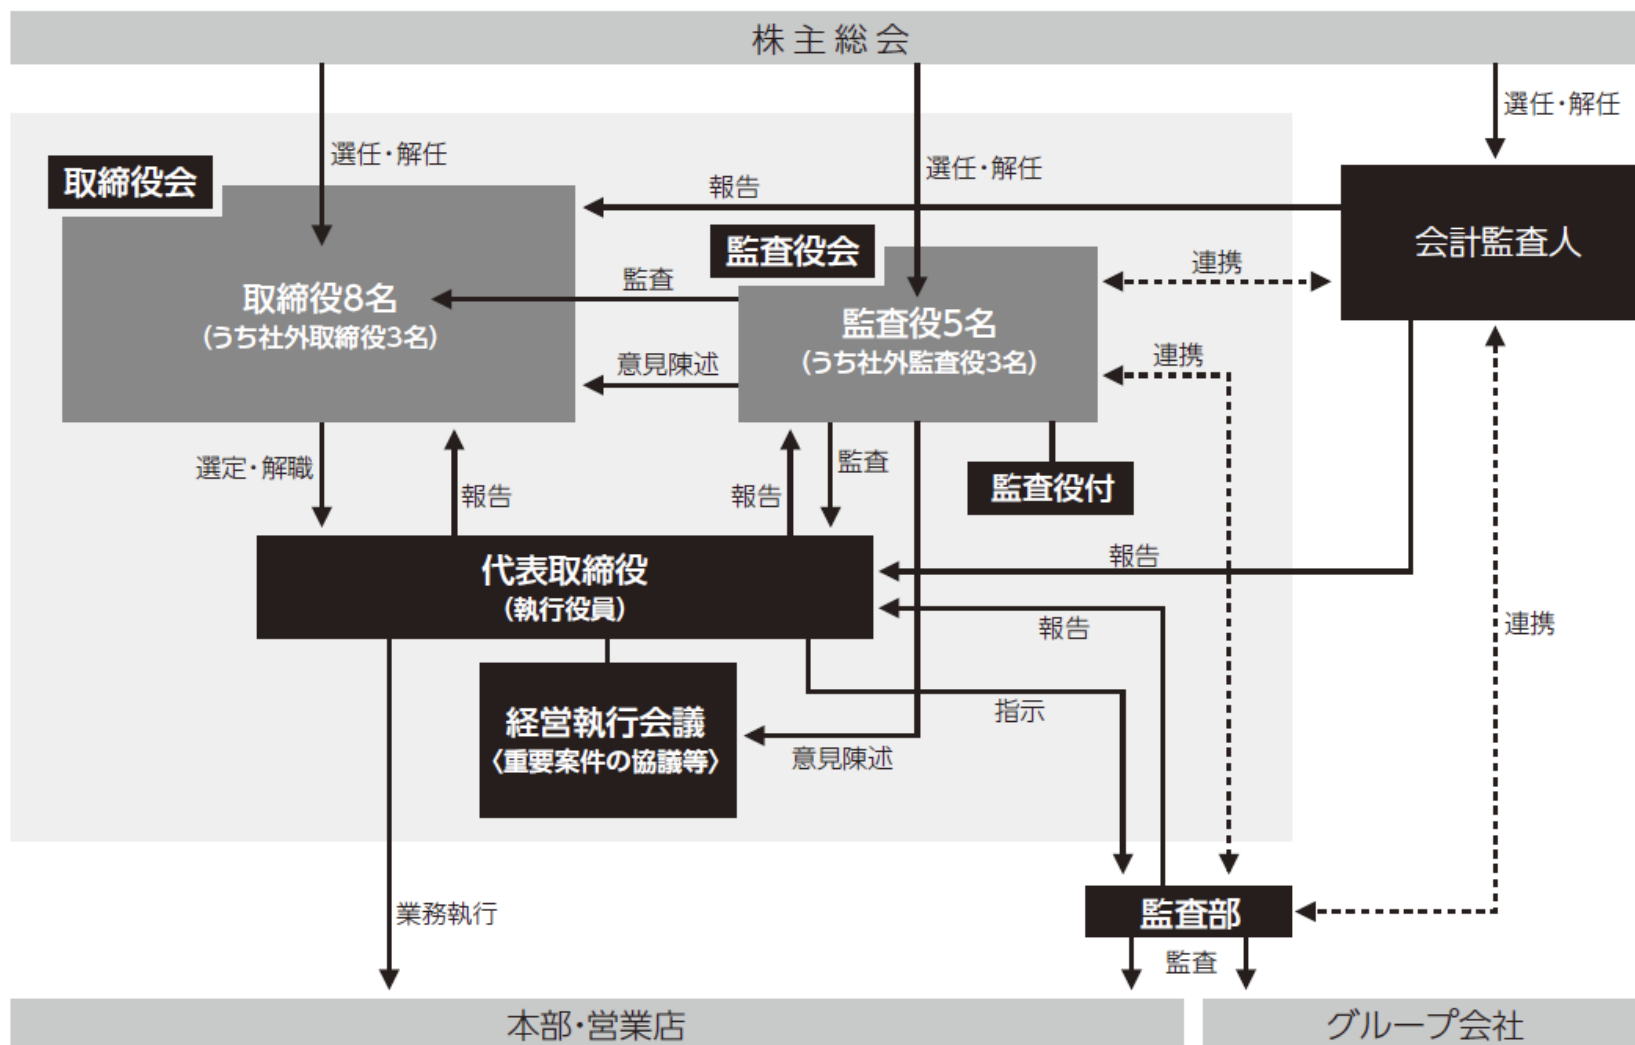 株主総会
選任・解任
選任・解任
選任・解任
取締役会
報告
監査役会
会計監査人
連携
監査
取締役8名
(うち社外取締役3名)
監査役5名
(うち社外監査役3名)
連携
意見陳述
選定・解職
報告
報告
監査
監査役付
代表取締役
(執行役員)
報告
報告
連携
経営執行会議
〈重要案件の協議等〉
指示
意見陳述
業務執行
監査部
監査
本部・営業店
グループ会社